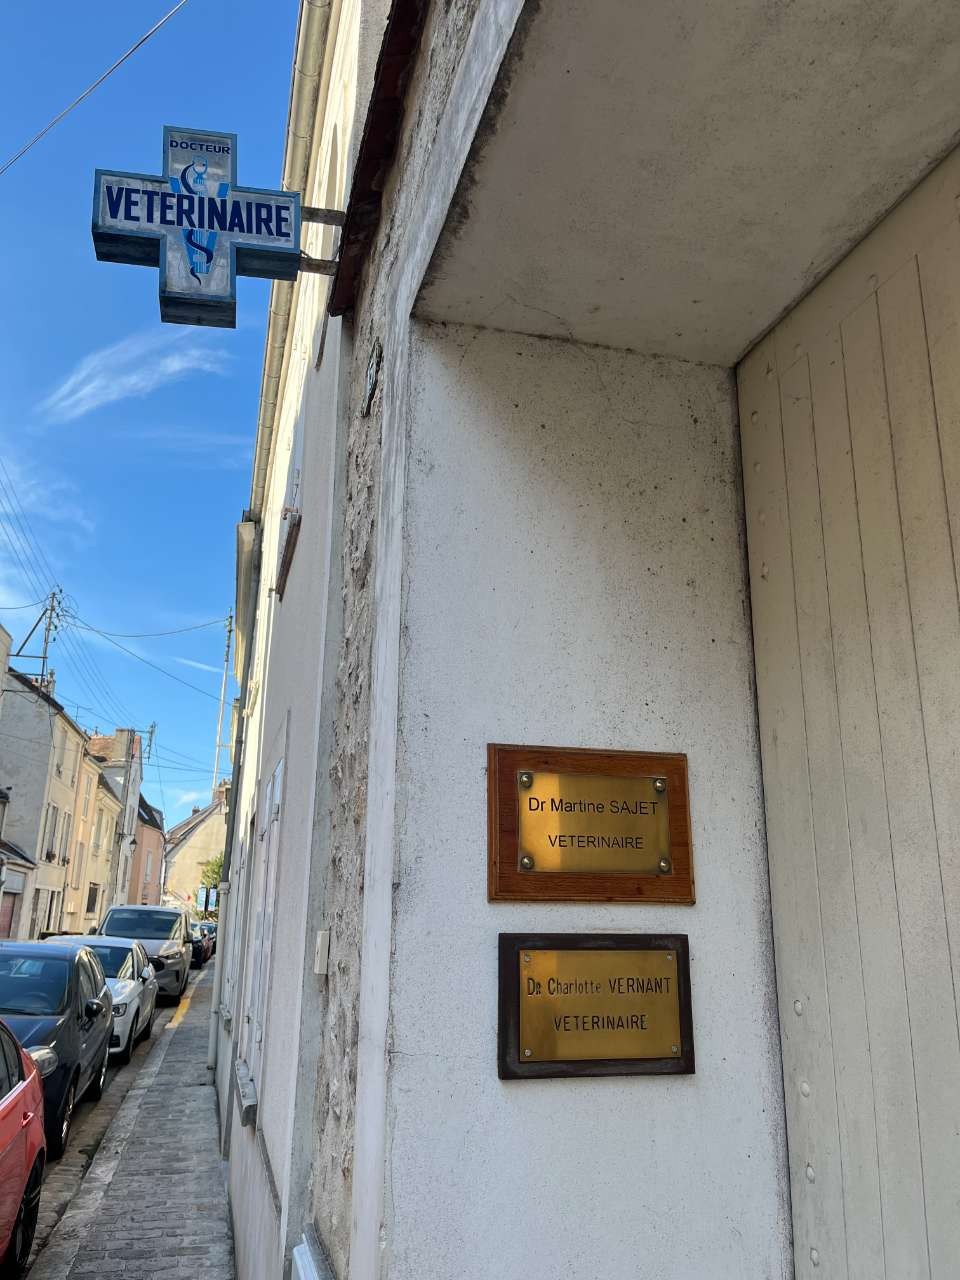 DOCTEUR
VETERINAIRE
Dr Martine SAJET
VETERINAIRE
DR Charlotte VERNANT
VETERINAIRE